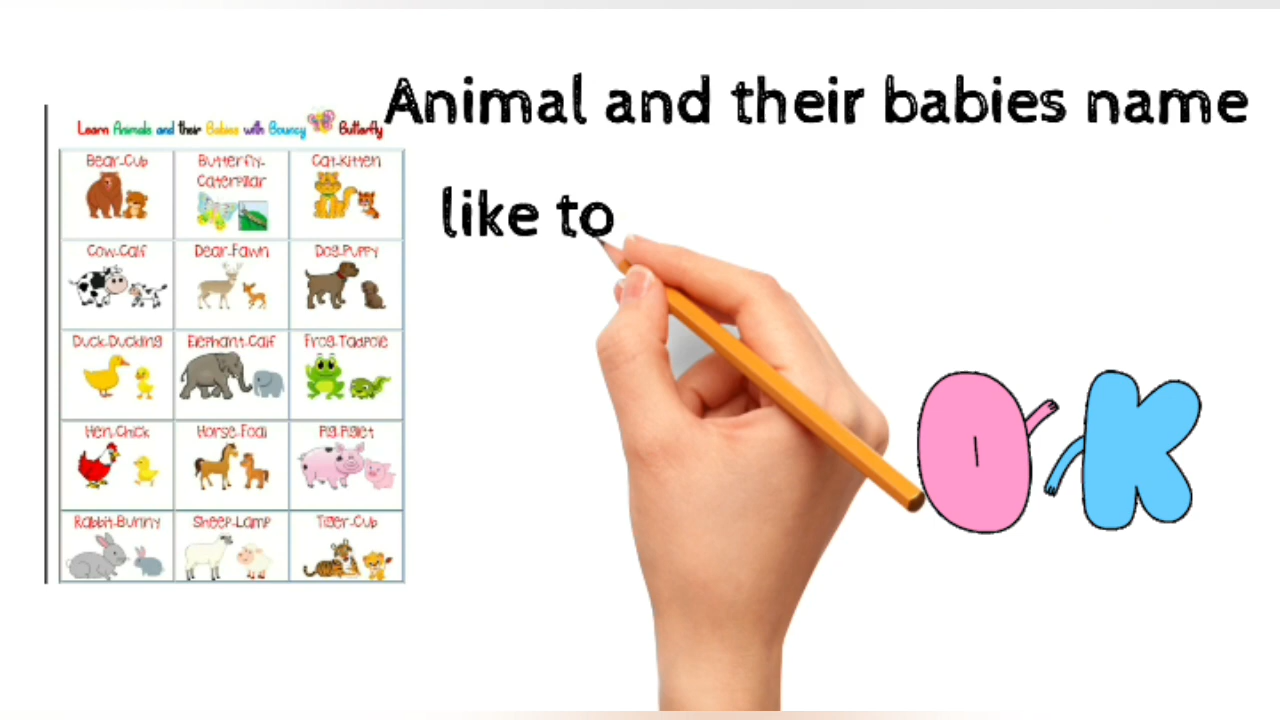 Animal and their babies name
like to
Learn Animals and their Babies with Bouncy Butterfly
Bear-Cub
Butterfly-
Caterpillar
Cat-Kitten
Cow-Calf
Dear-Fawn
Dog-Puppy
Duck-Duckling
Elephant-Calf
Frog-Tadpole
Hen-Chick
Horse-Foal
Pig-Piglet
Rabbit-Bunny
Sheep-Lamp
Tiger-Cub
OK